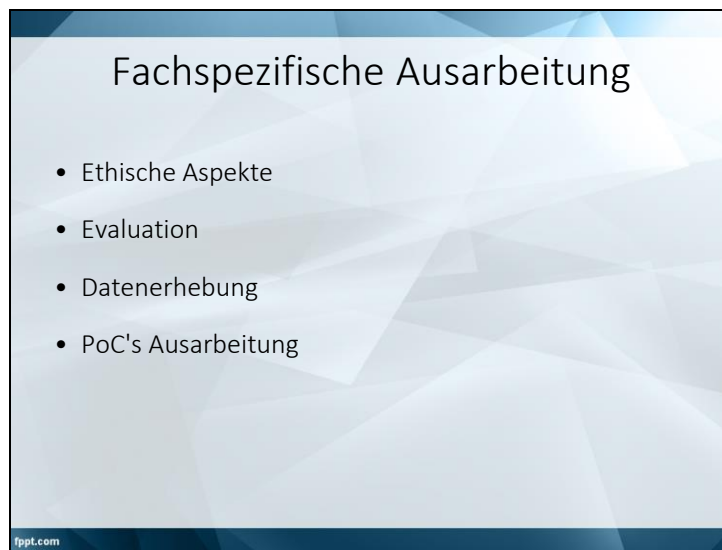 Fachspezifische Ausarbeitung
• Ethische Aspekte
• Evaluation
• Datenerhebung
• PoC's Ausarbeitung
fppt.com